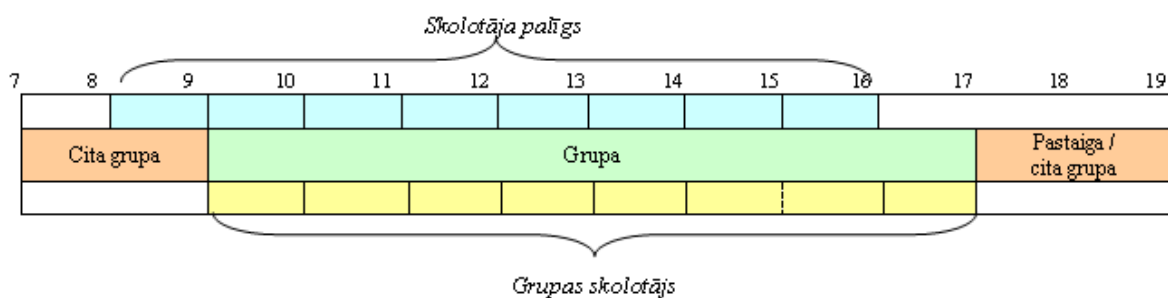 Skolotāja palīgs
7 8 9 10 11 12 13 14 15 16 17 18 19
Cita grupa
Grupa
Pastaiga /
cita grupa
Grupas skolotājs